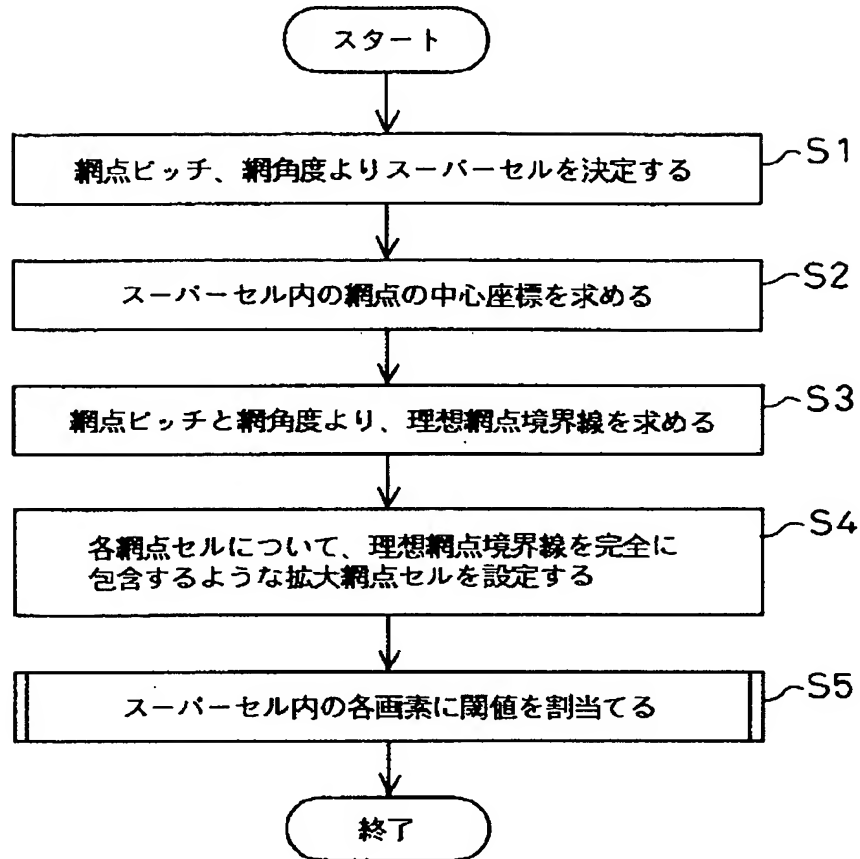 スタート
網点ピッチ、網角度よりスーパーセルを決定する
S1
スーパーセル内の網点の中心座標を求める
S2
網点ピッチと網角度より、理想網点境界線を求める
S3
各網点セルについて、理想網点境界線を完全に
包含するような拡大網点セルを設定する
S4
スーパーセル内の各画素に閾値を割当てる
S5
終了